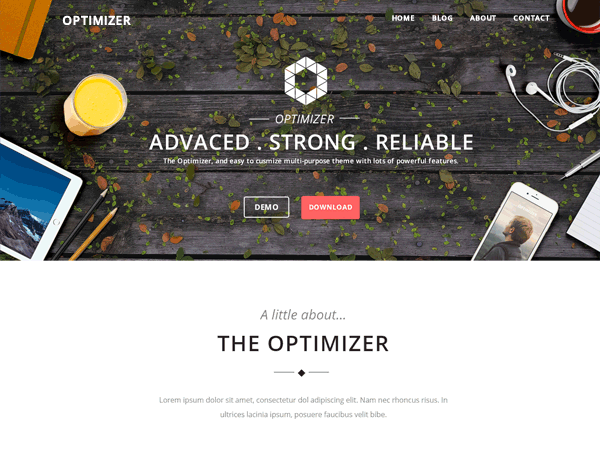 OPTIMIZER
HOME BLOG ABOUT CONTACT
OPTIMIZER
ADVACED . STRONG . RELIABLE
The Optimizer, and easy to cusmize multi-purpose theme with lots of powerful features.
DEMO DOWNLOAD
A little about...
THE OPTIMIZER
Lorem ipsum dolor sit amet, consectetur dol adipiscing elit. Nam nec rhoncus risus. In
ultrices lacinia ipsum, posuere faucibus velit bibe.